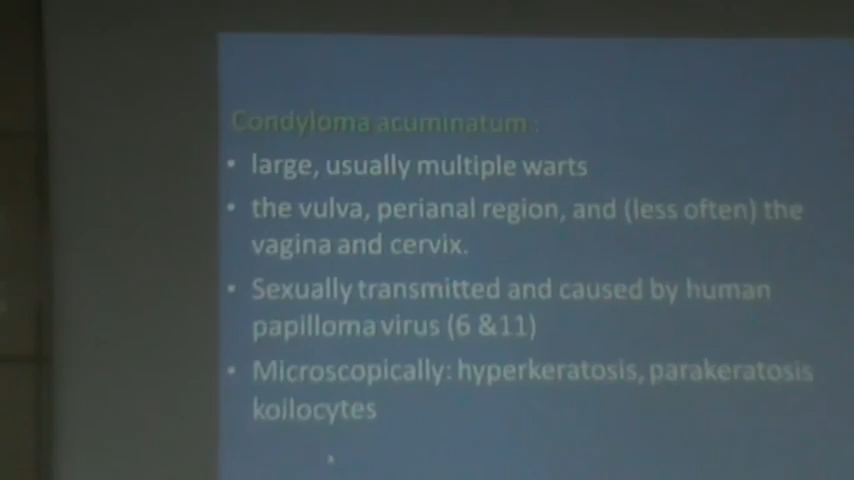 Condyloma acuminatum :
• large, usually multiple warts
• the vulva, perianal region, and (less often) the
vagina and cervix.
• Sexually transmitted and caused by human
papilloma virus (6 &11)
• Microscopically: hyperkeratosis, parakeratosis
koilocytes